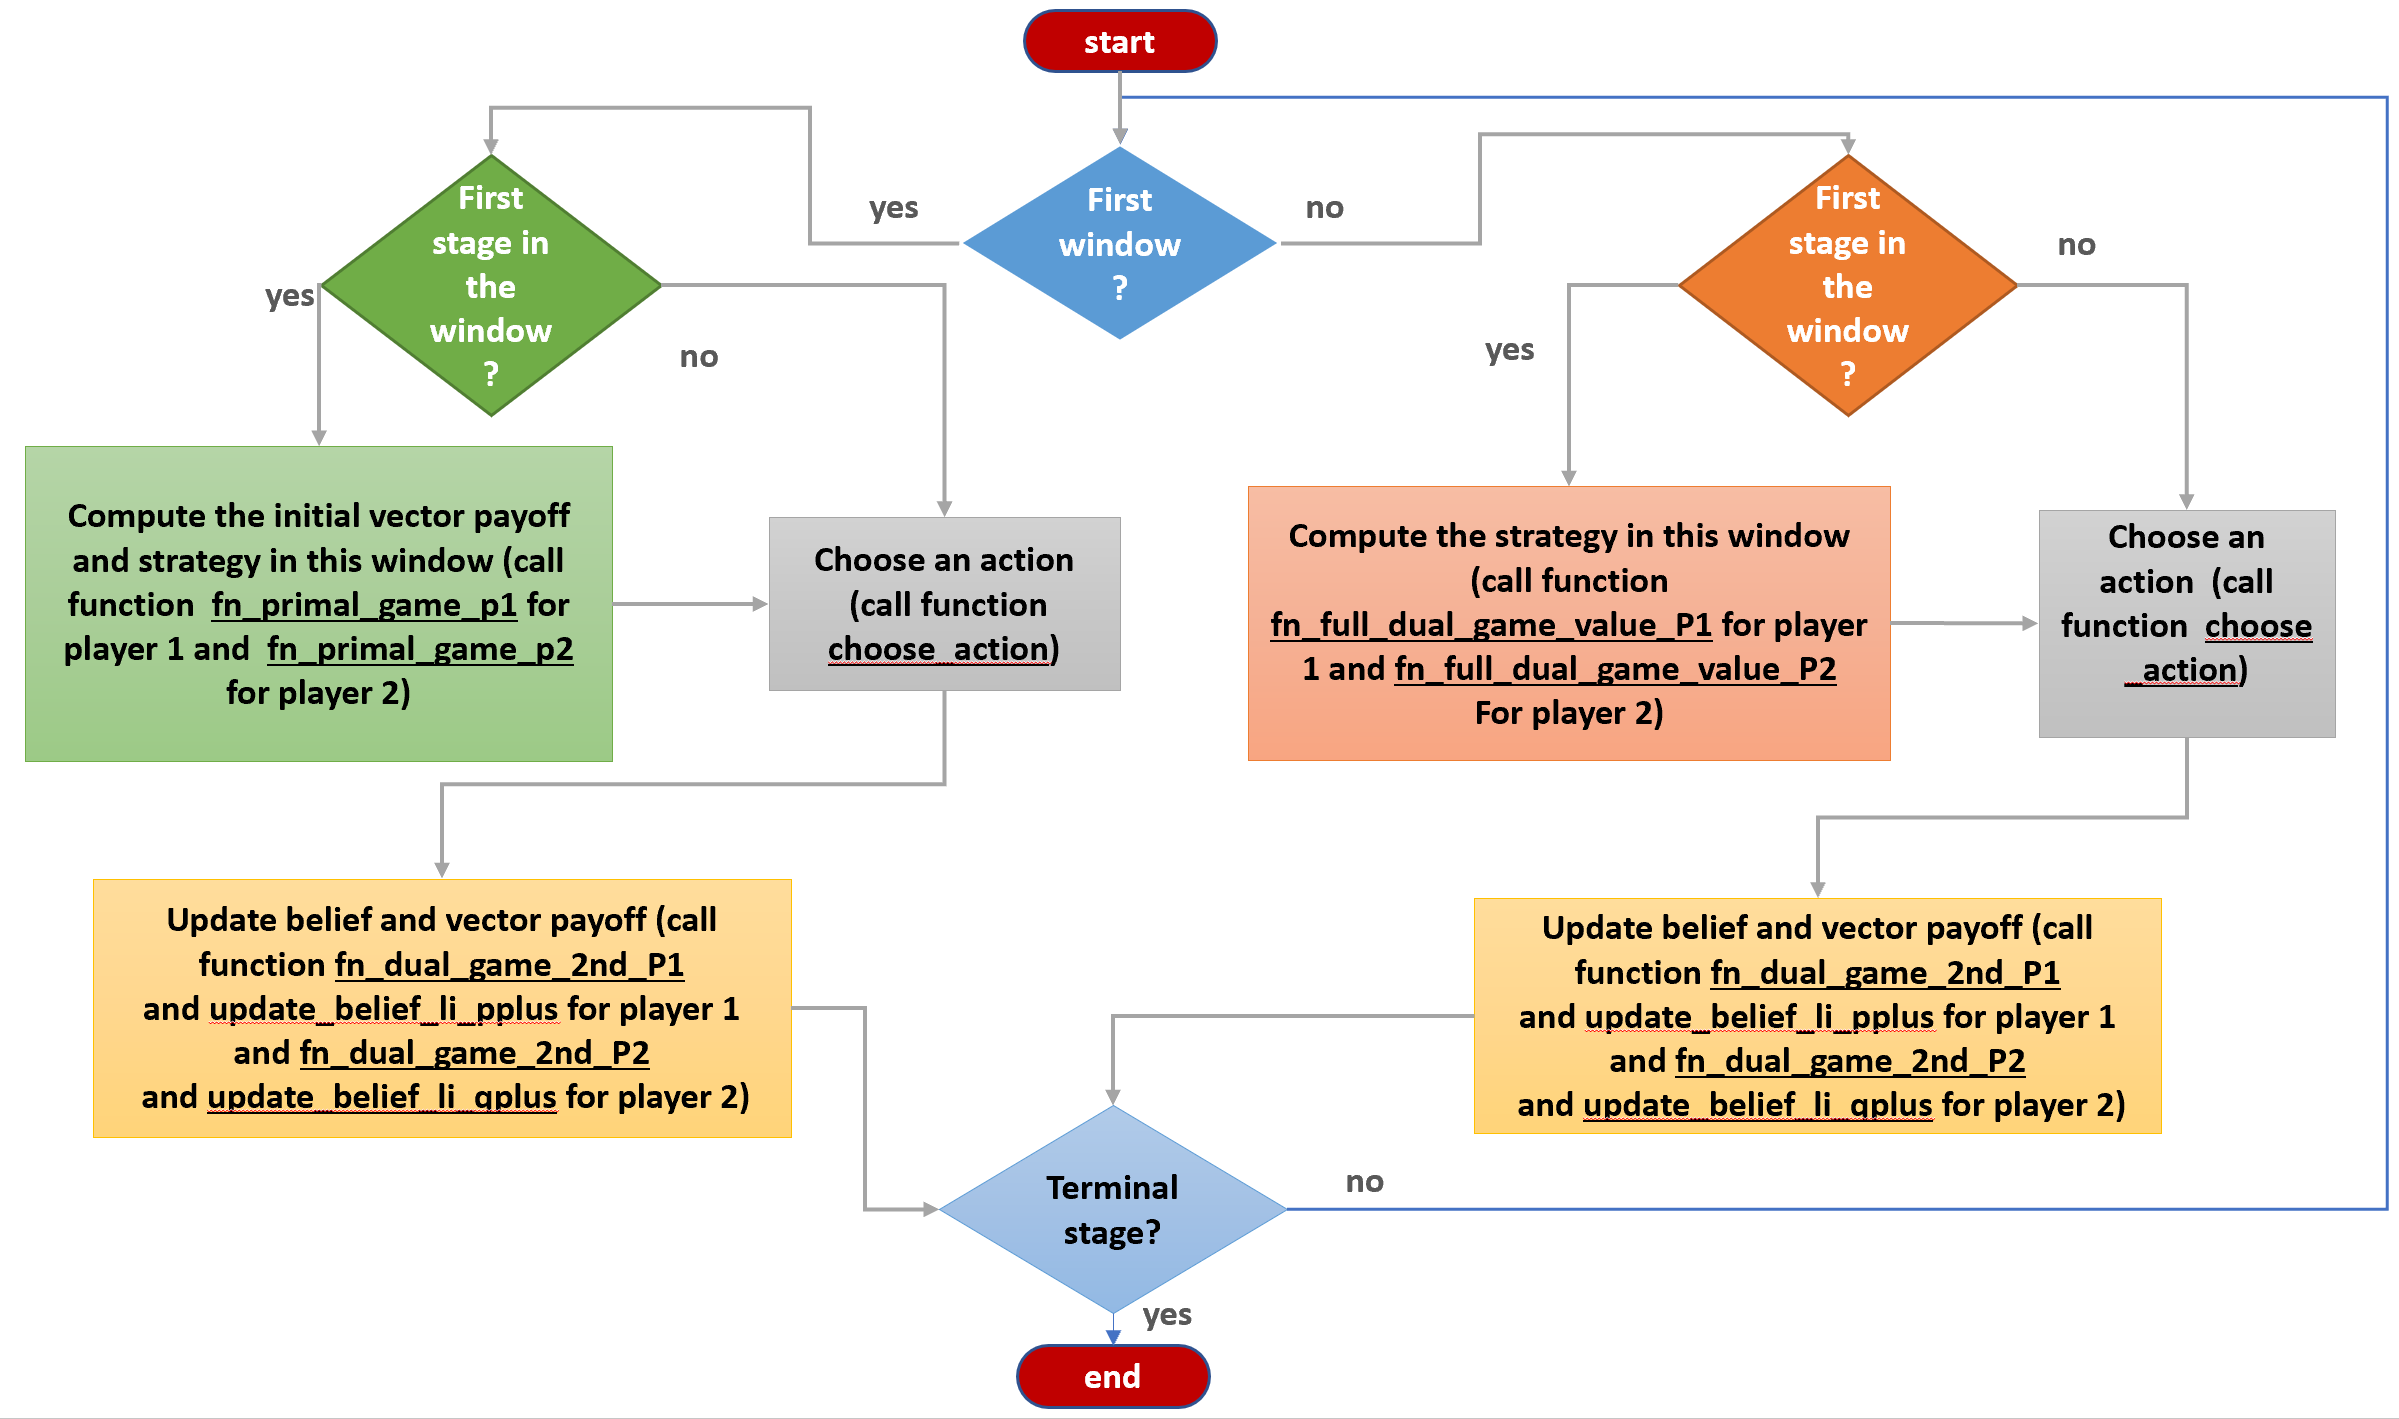 start
First
window
?
yes
no
First
stage in
the
window
?
yes
no
First
stage in
the
window
?
yes
no
Compute the initial vector payoff
and strategy in this window (call
function fn_primal_game_p1 for
player 1 and fn_primal_game_p2
for player 2)
Choose an action
(call function
choose_action)
Compute the strategy in this window
(call function
fn_full_dual_game_value_P1 for player
1 and fn_full_dual_game_value_P2
For player 2)
Choose an
action (call
function choose
_action)
Update belief and vector payoff (call
function fn_dual_game_2nd_P1
and update_belief_li_pplus for player 1
and fn_dual_game_2nd_P2
and update_belief_li_qplus for player 2)
Update belief and vector payoff (call
function fn_dual_game_2nd_P1
and update_belief_li_pplus for player 1
and fn_dual_game_2nd_P2
and update_belief_li_qplus for player 2)
Terminal
stage?
no
yes
end